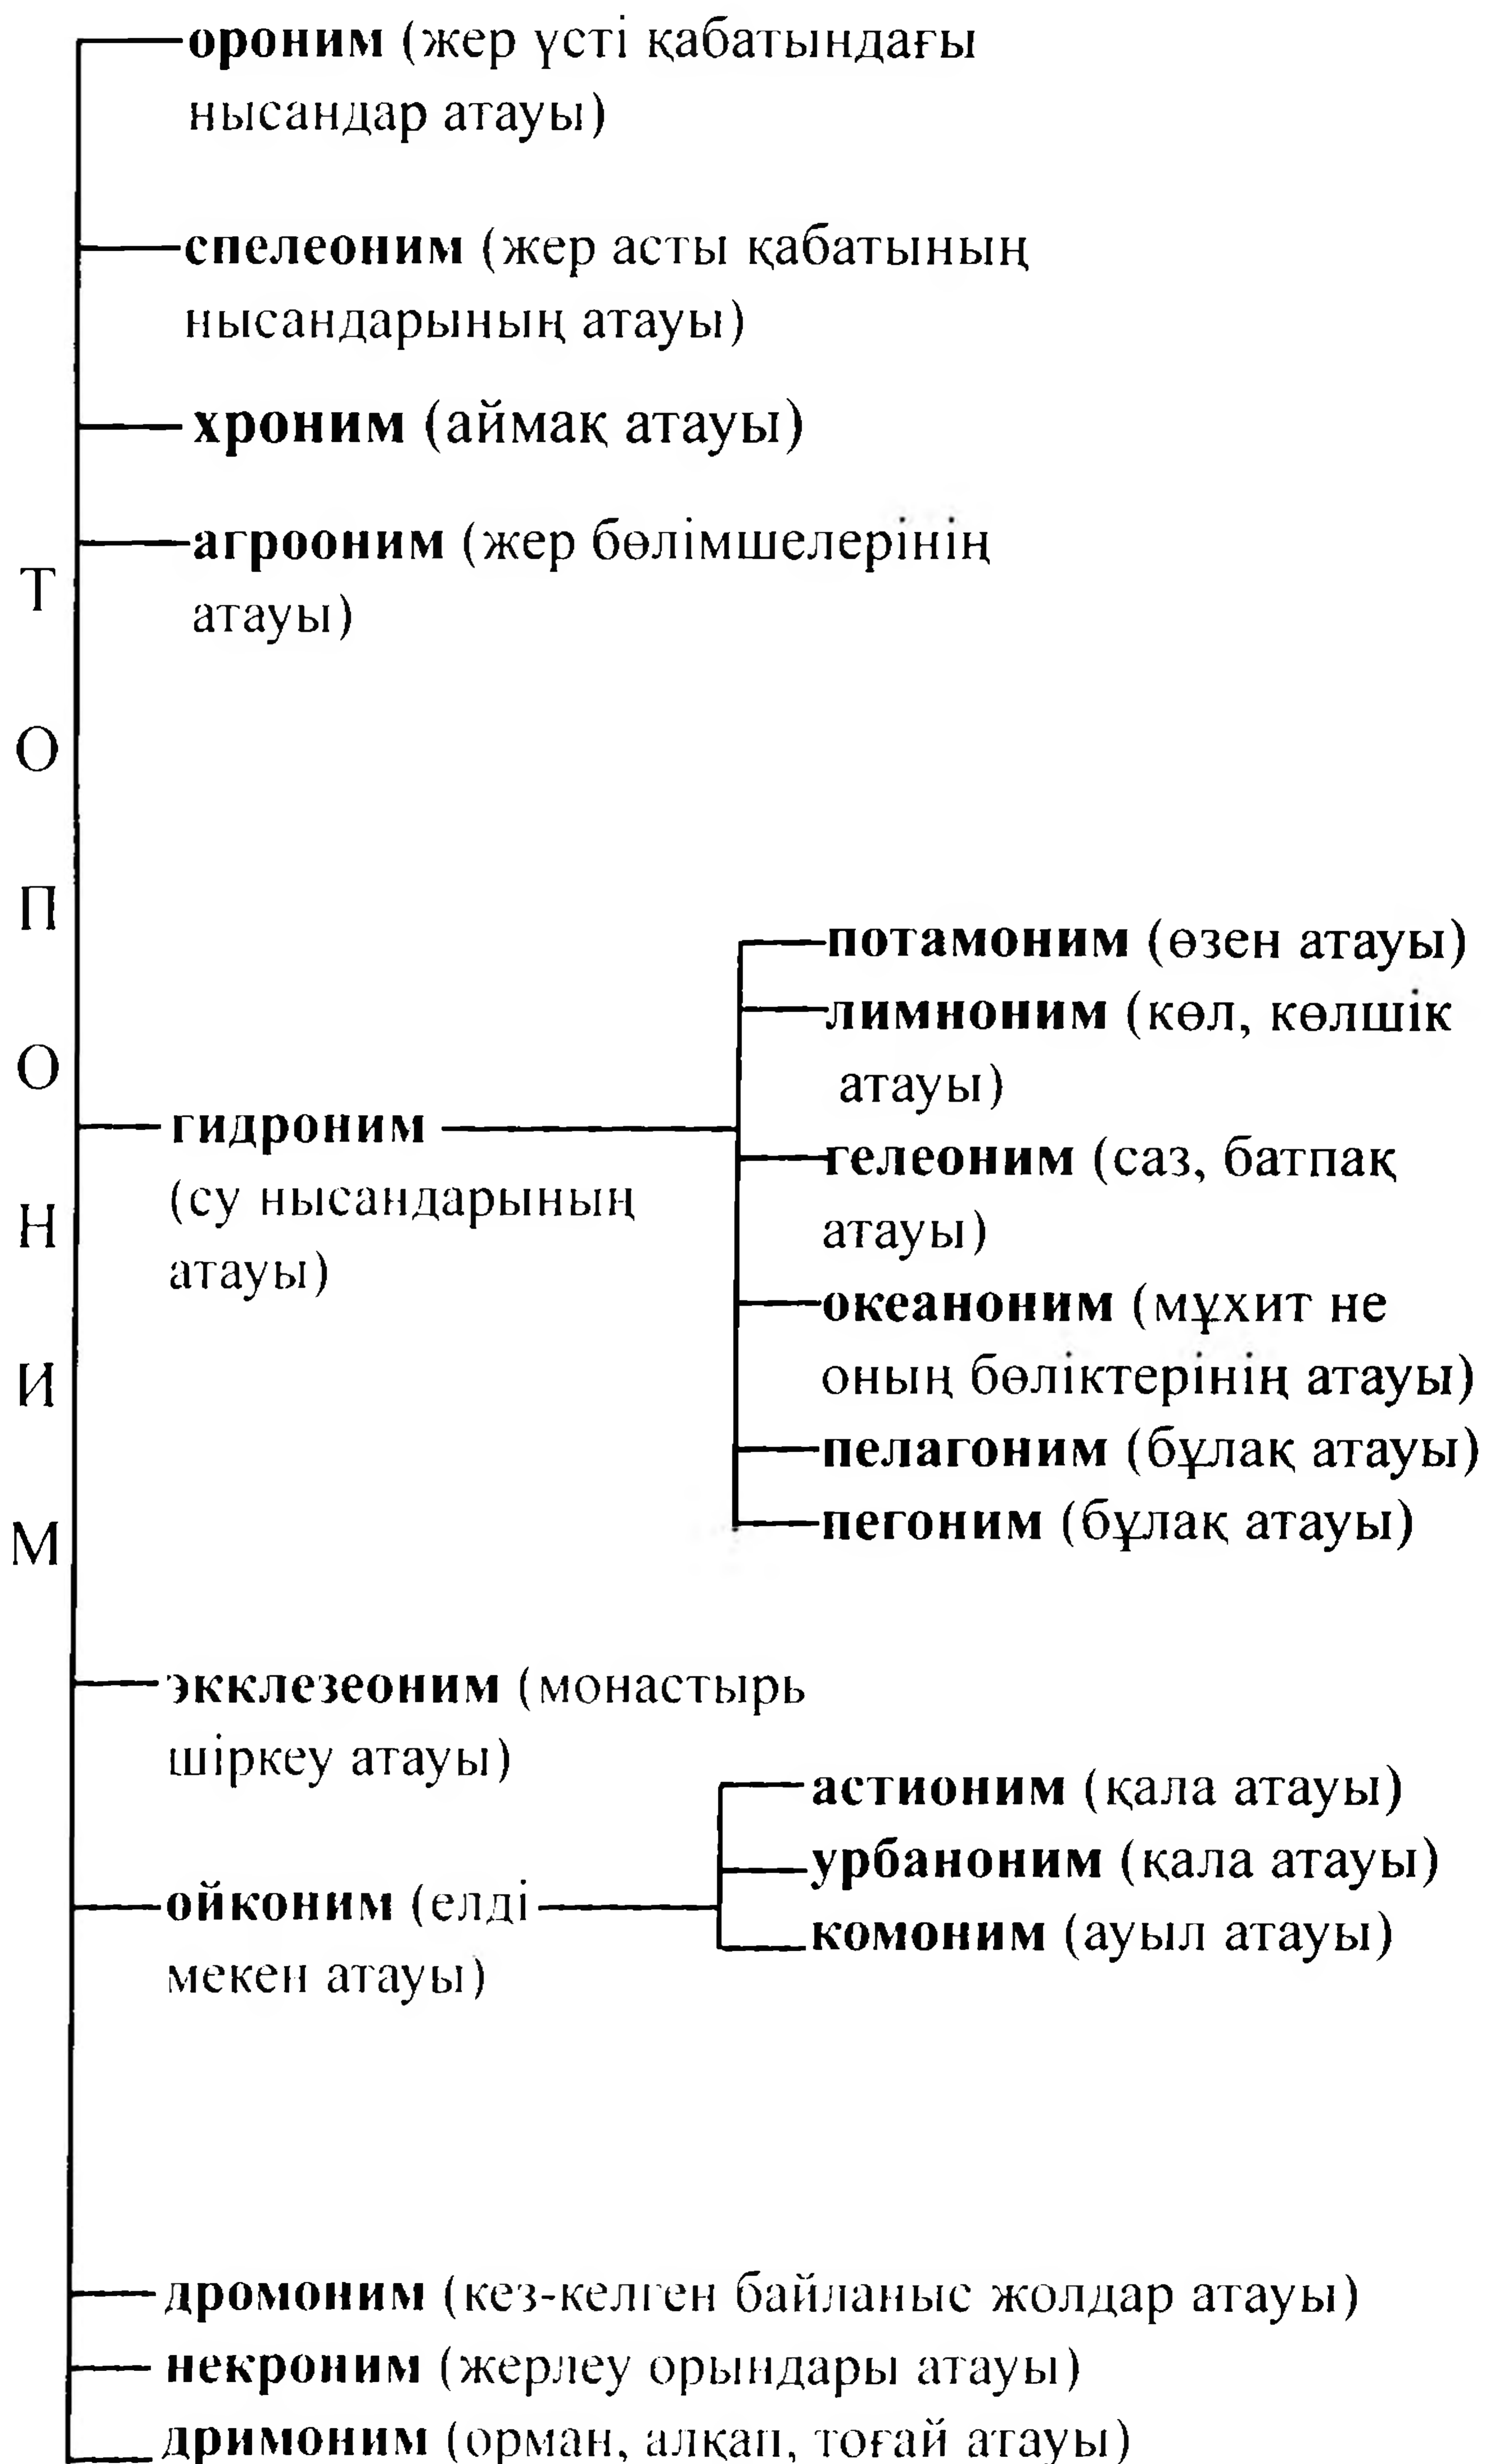 ороним (жер үсті қабатындағы
нысандар атауы)
спелеоним (жер асты қабатының
нысандарының атауы)
хроним (аймақ атауы)
агрооним (жер бөлімшелерінің
атауы)
Т
О
П
О
Н
И
М
гидроним
(су нысандарының
атауы)
потамоним (өзен атауы)
лимноним (көл, көлшік
атауы)
гелеоним (саз, батпақ
атауы)
океаноним (мұхит не
оның бөліктерінің атауы)
пелагоним (бұлақ атауы)
пегоним (бұлақ атауы)
экклезеоним (монастырь
шіркеу атауы)
ойконим (елді
мекен атауы)
астионим (қала атауы)
урбаноним (қала атауы)
комоним (ауыл атауы)
дромоним (кез-келген байланыс жолдар атауы)
некроним (жерлеу орындары атауы)
дримоним (орман, алқап, тоғай атауы)